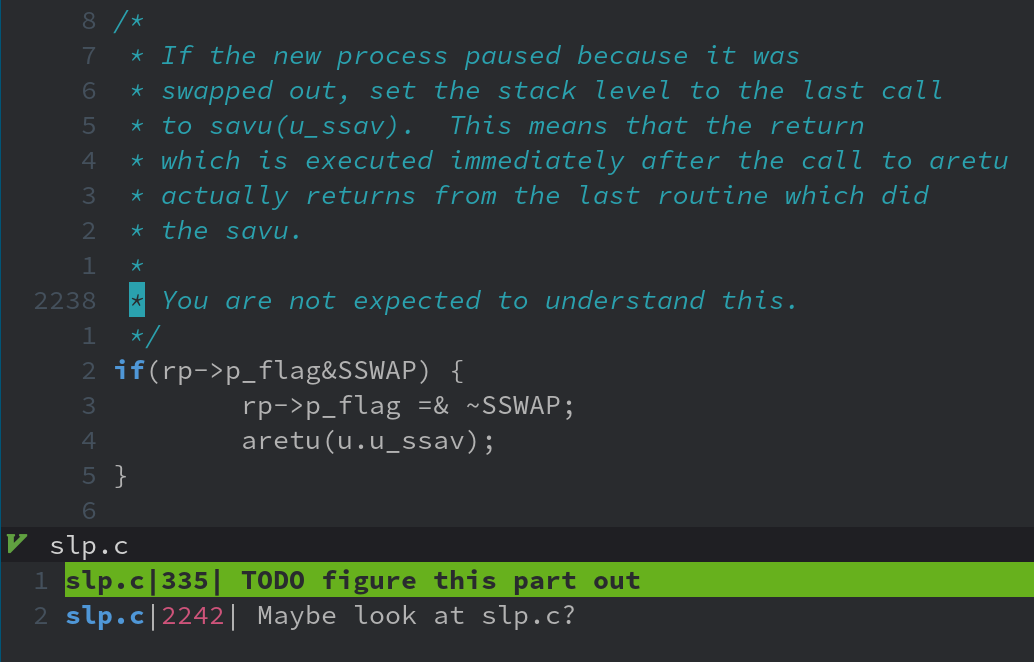 8 /*
7  * If the new process paused because it was
6  * swapped out, set the stack level to the last call
5  * to savu(u_ssav).  This means that the return
4  * which is executed immediately after the call to aretu
3  * actually returns from the last routine which did
2  * the savu.
1  *
2238  * You are not expected to understand this.
1  */
2 if(rp->p_flag&SSWAP) {
3         rp->p_flag =& ~SSWAP;
4         aretu(u.u_ssav);
5 }
6
V slp.c
1 slp.c|335| TODO figure this part out
2 slp.c|2242| Maybe look at slp.c?